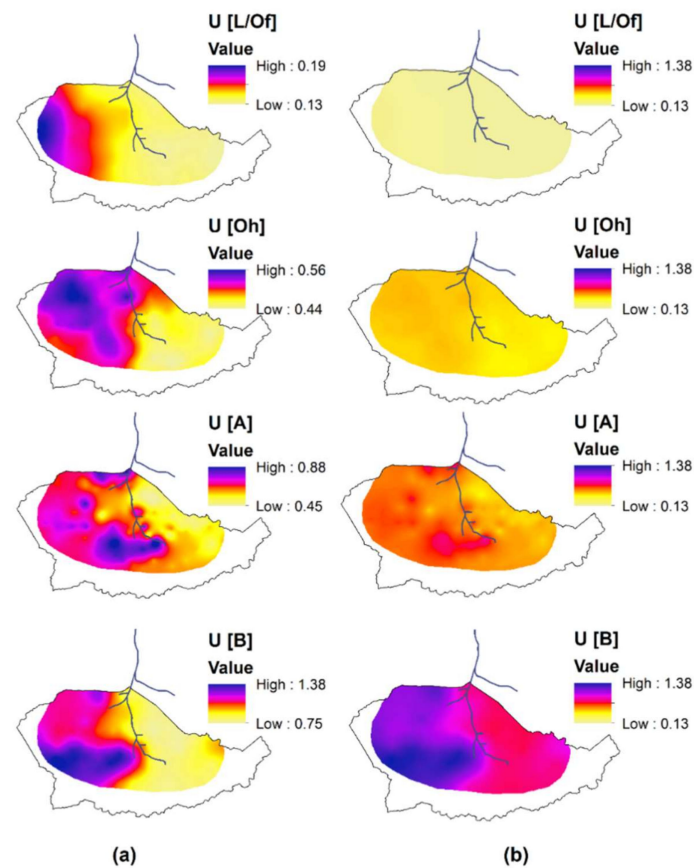 U [L/Of]
Value
High : 0.19
Low : 0.13
U [L/Of]
Value
High : 1.38
Low : 0.13
U [Oh]
Value
High : 0.56
Low : 0.44
U [Oh]
Value
High : 1.38
Low : 0.13
U [A]
Value
High : 0.88
Low : 0.45
U [A]
Value
High : 1.38
Low : 0.13
U [B]
Value
High : 1.38
Low : 0.75
U [B]
Value
High : 1.38
Low : 0.13
(a)
(b)